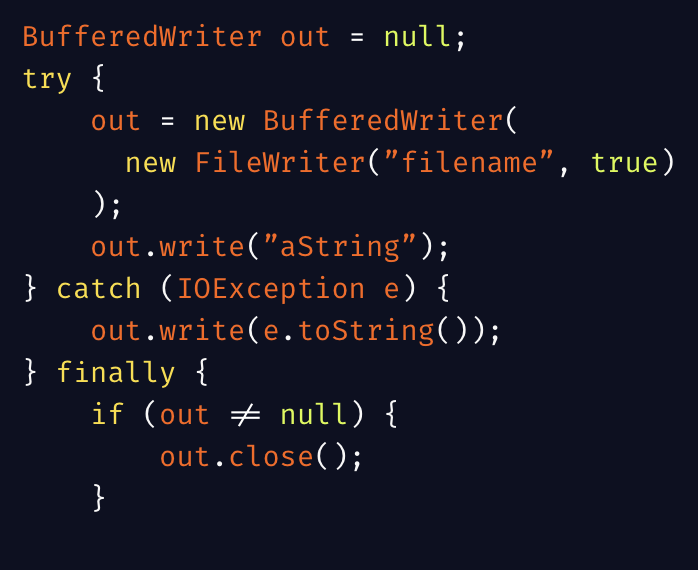 BufferedWriter out = null;
try {
    out = new BufferedWriter(
      new FileWriter("filename", true)
    );
    out.write("aString");
} catch (IOException e) {
    out.write(e.toString());
} finally {
    if (out ≠ null) {
        out.close();
    }